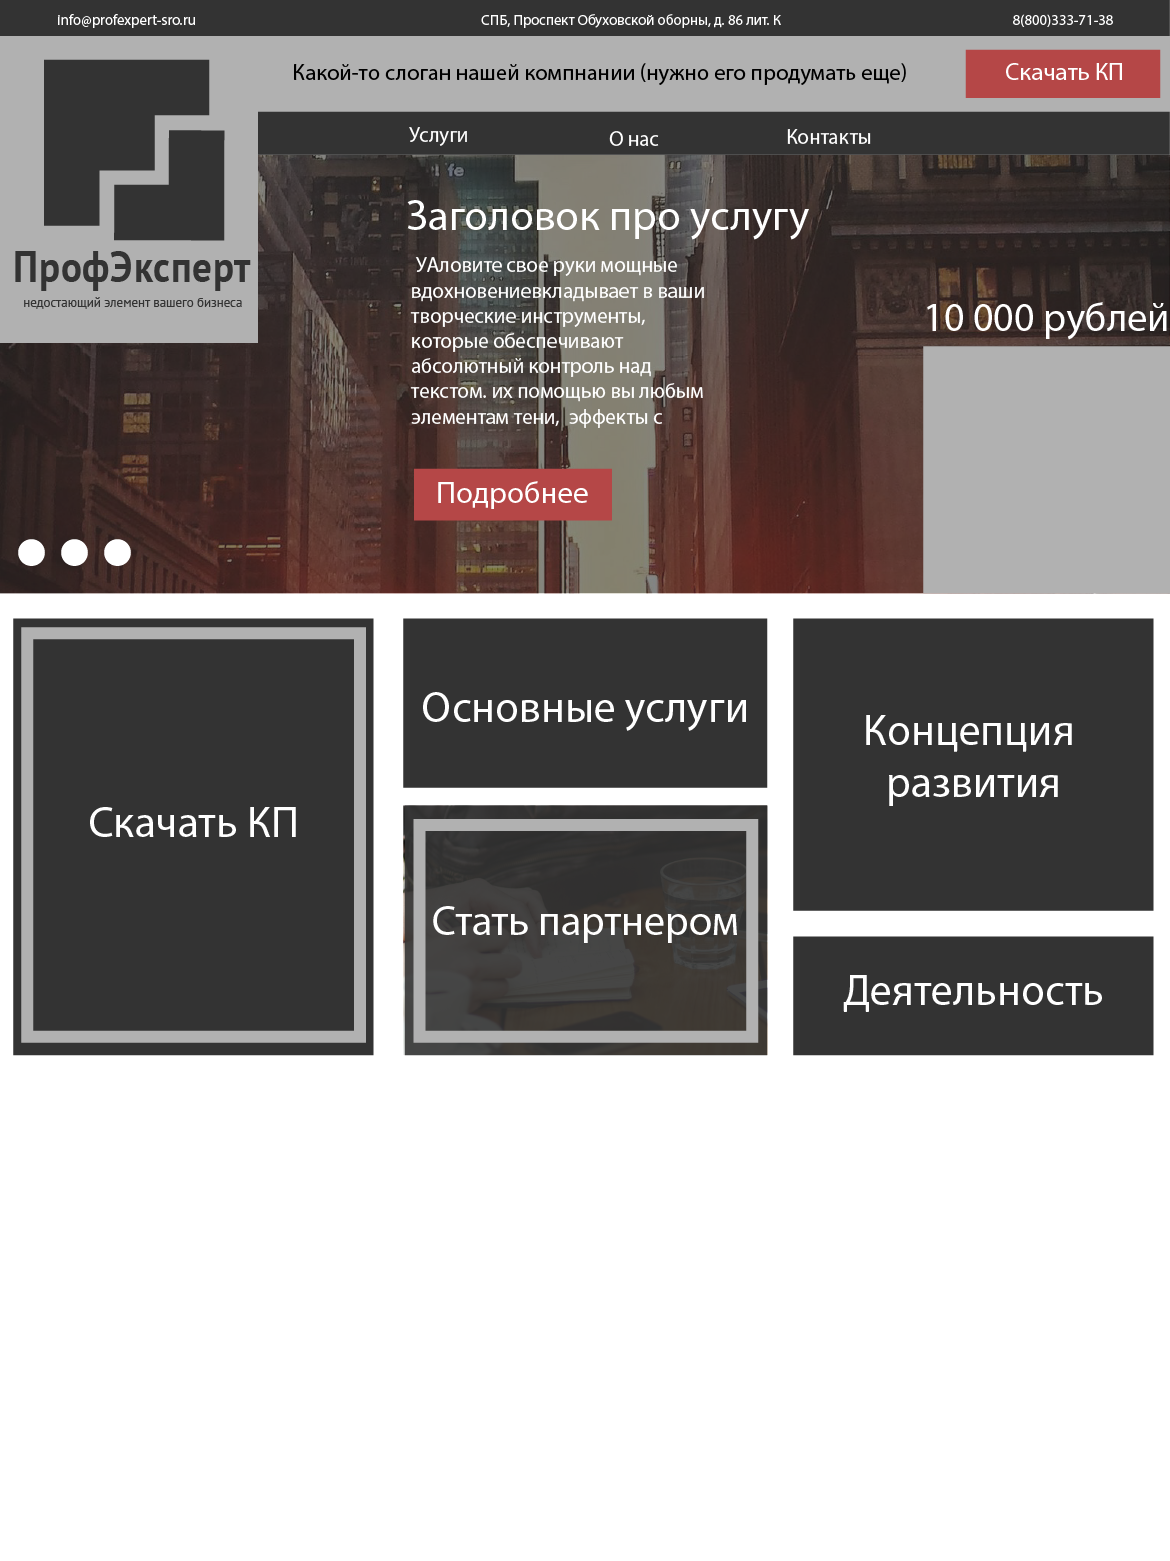 info@profexpert-sro.ru
СПБ, Проспект Обуховской оборны, д. 86 лит. К
8(800)333-71-38
Какой-то слоган нашей компнании (нужно его продумать еще)
Скачать КП
Услуги
О нас
Контакты
ПрофЭксперт
недостающий элемент вашего бизнеса
Заголовок про услугу
УАловите свое руки мощные
вдохновениевкладывает в ваши
творческие инструменты,
которые обеспечивают
абсолютный контроль над
текстом. их помощью вы любым
элементам тени, эффекты с
10 000 рублей
Подробнее
Скачать КП
Основные услуги
Концепция
развития
Стать партнером
Деятельность